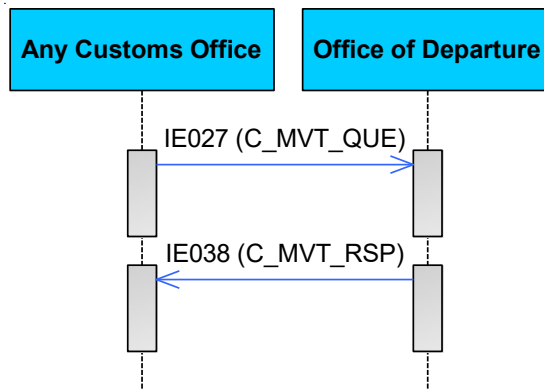 Any Customs Office
Office of Departure
IE027 (C_MVT_QUE)
IE038 (C_MVT_RSP)